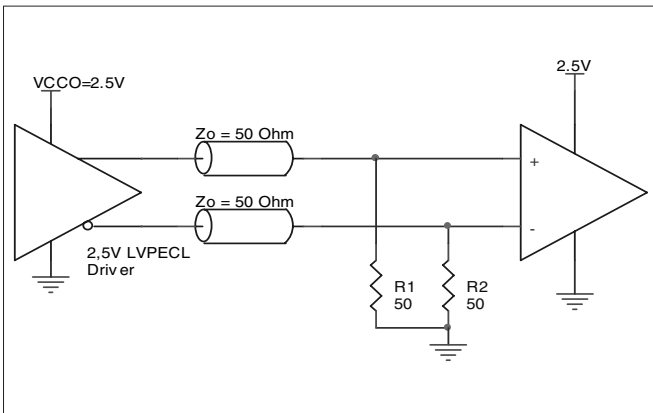 VCCO=2.5V
2.5V
Zo = 50 Ohm
+
Zo = 50 Ohm
-
2,5V LVPECL
Driver
R1
50
R2
50